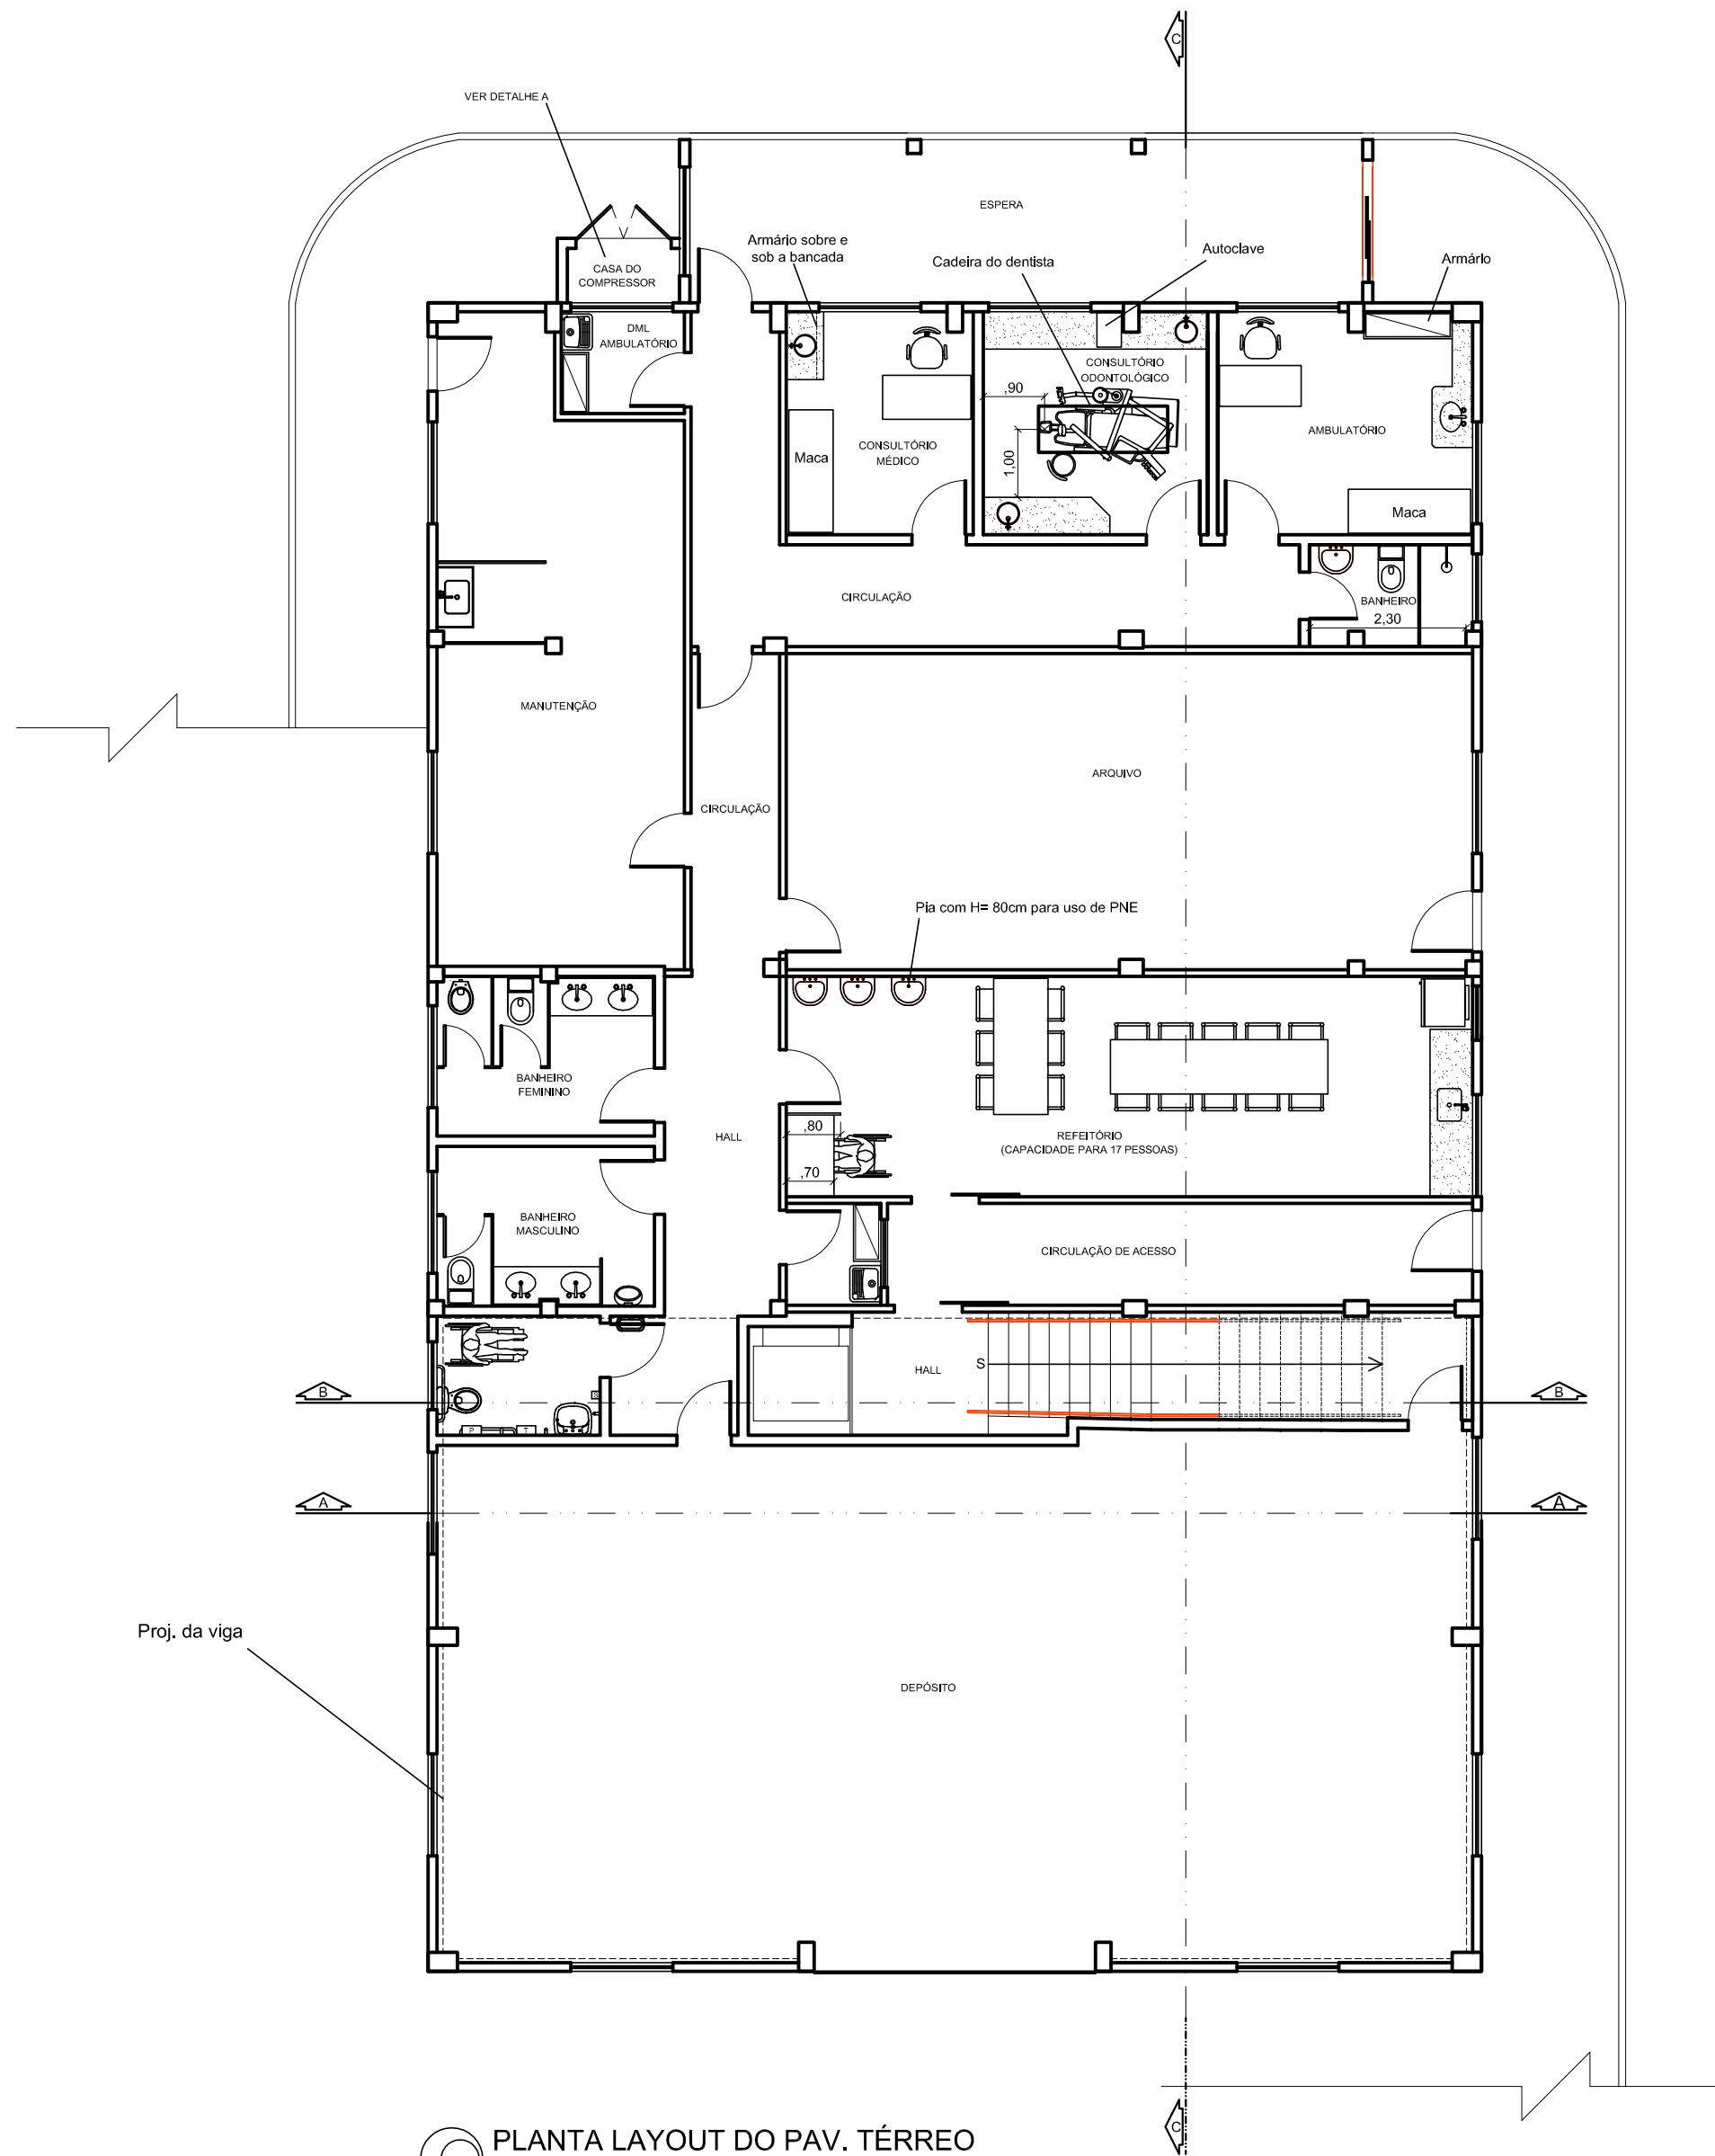 C
VER DETALHE A
ESPERA
Armário sobre e
sob a bancada
Cadeira do dentista
Autoclave
Armário
CASA DO
COMPRESSOR
DML
AMBULATÓRIO
CONSULTÓRIO
ODONTOLÓGICO
,90
1,00
CONSULTÓRIO
MÉDICO
Maca
AMBULATÓRIO
Maca
CIRCULAÇÃO
BANHEIRO
2,30
MANUTENÇÃO
ARQUIVO
CIRCULAÇÃO
Pia com H= 80cm para uso de PNE
BANHEIRO
FEMININO
HALL
,80
,70
REFEITÓRIO
(CAPACIDADE PARA 17 PESSOAS)
BANHEIRO
MASCULINO
CIRCULAÇÃO DE ACESSO
HALL
S
B
B
P
T
A
A
Proj. da viga
DEPÓSITO
C
PLANTA LAYOUT DO PAV. TÉRREO